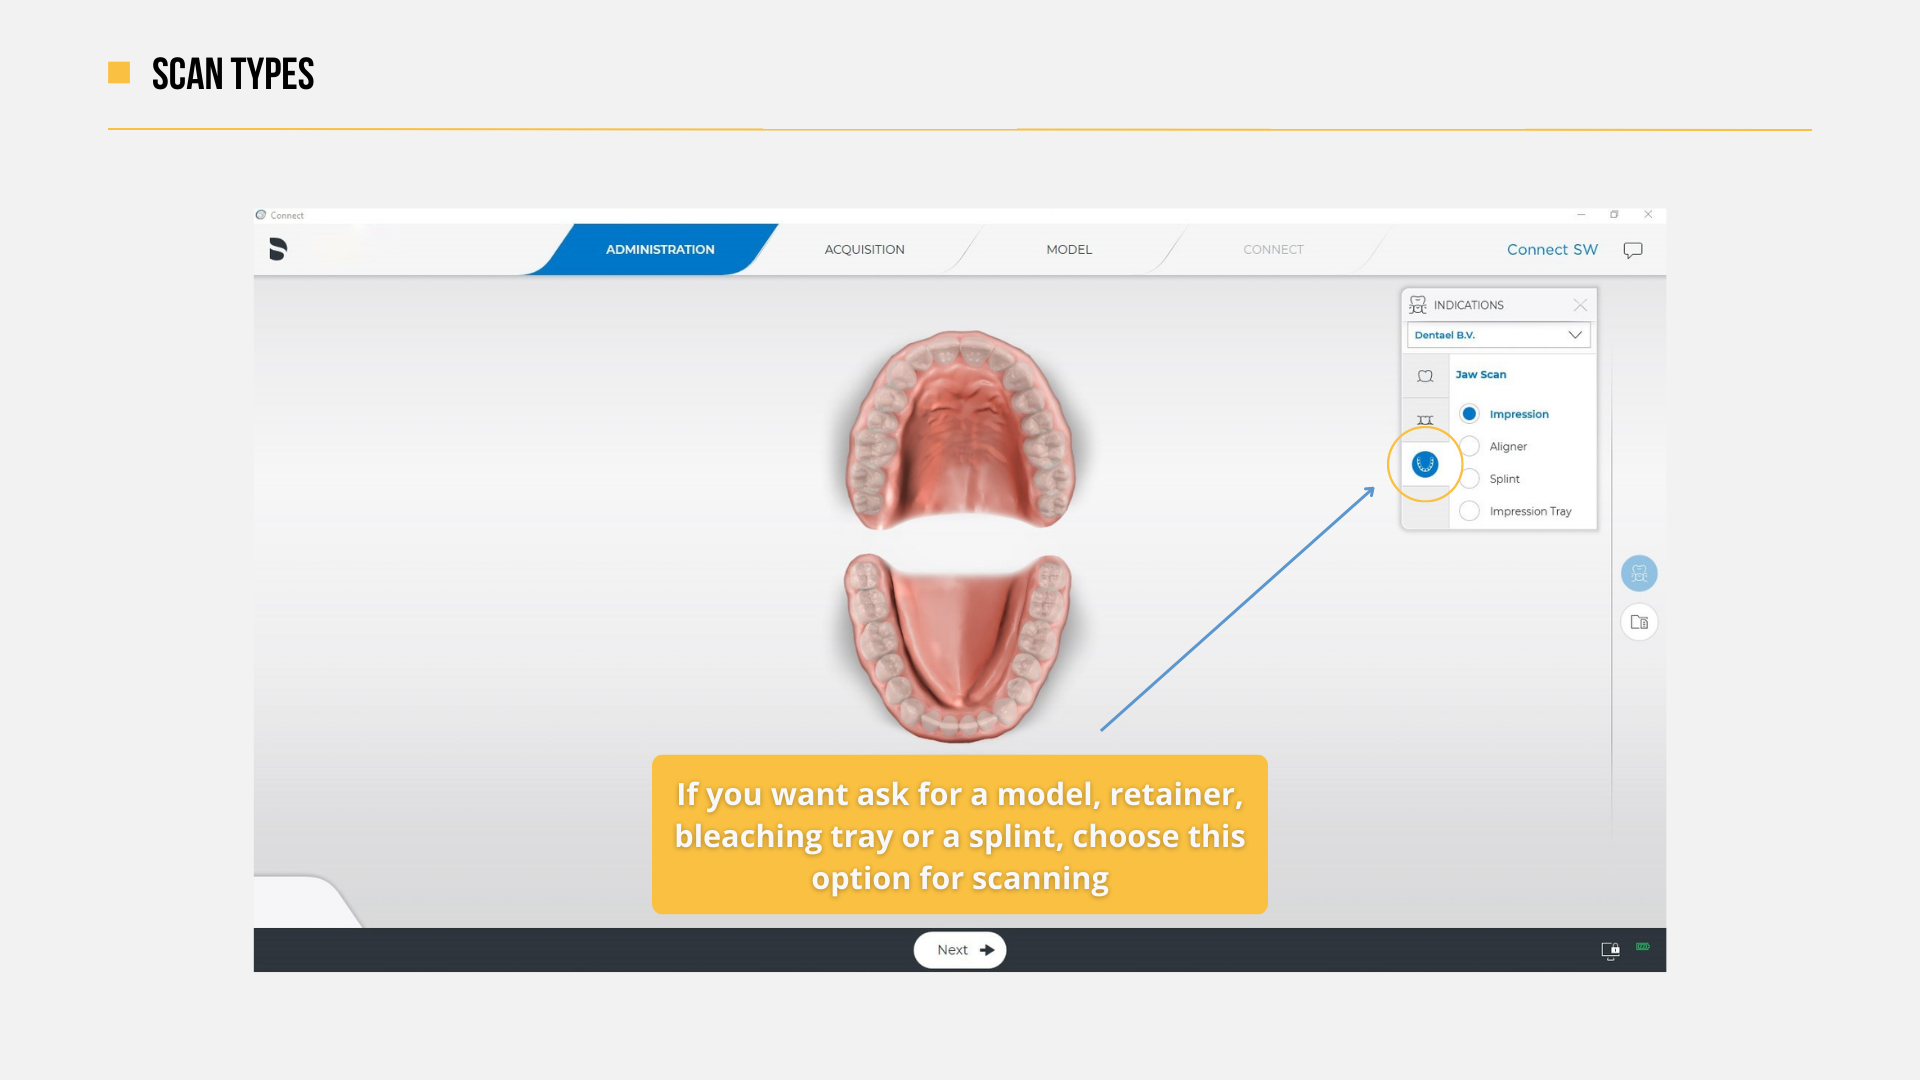 SCAN TYPES
Connect
ADMINISTRATION
ACQUISITION
MODEL
CONNECT
Connect SW
INDICATIONS
Dentael B.V.
Jaw Scan
Impression
Aligner
Splint
Impression Tray
If you want ask for a model, retainer,
bleaching tray or a splint, choose this
option for scanning
Next